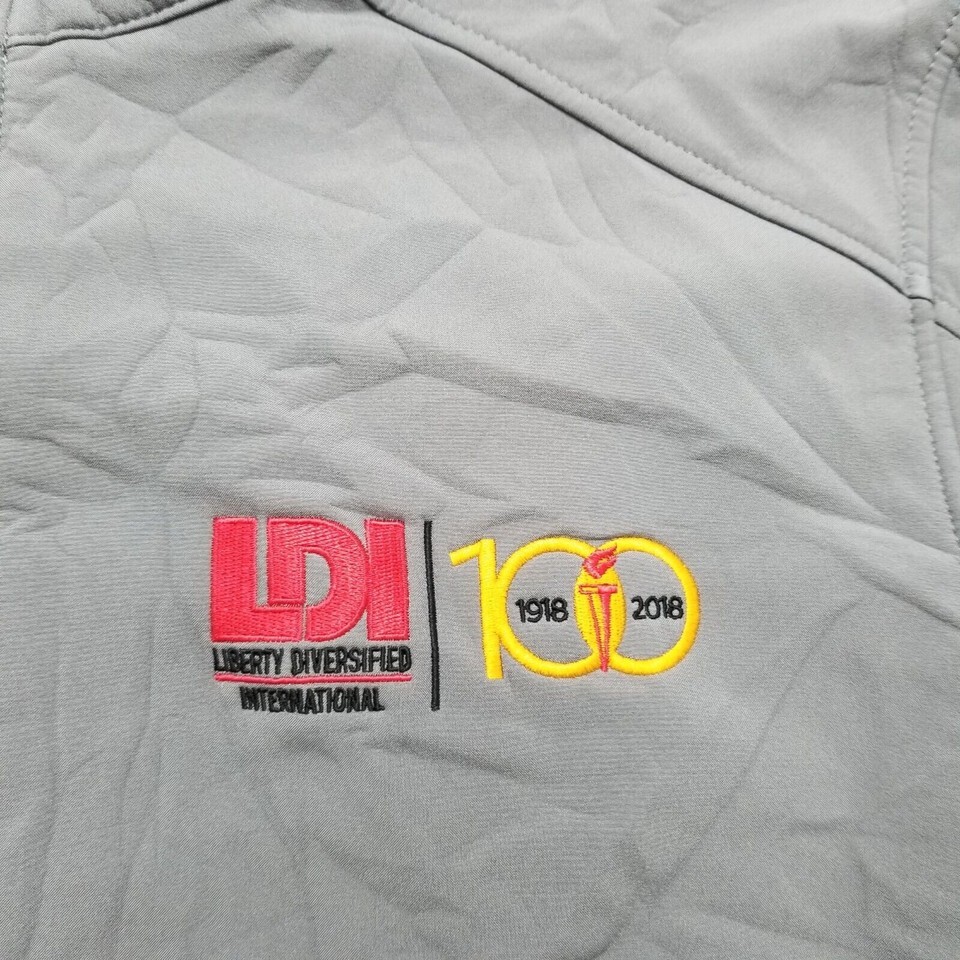 LDI
LIBERTY DIVERSIFIED
INTERNATIONAL
100
1918 2018